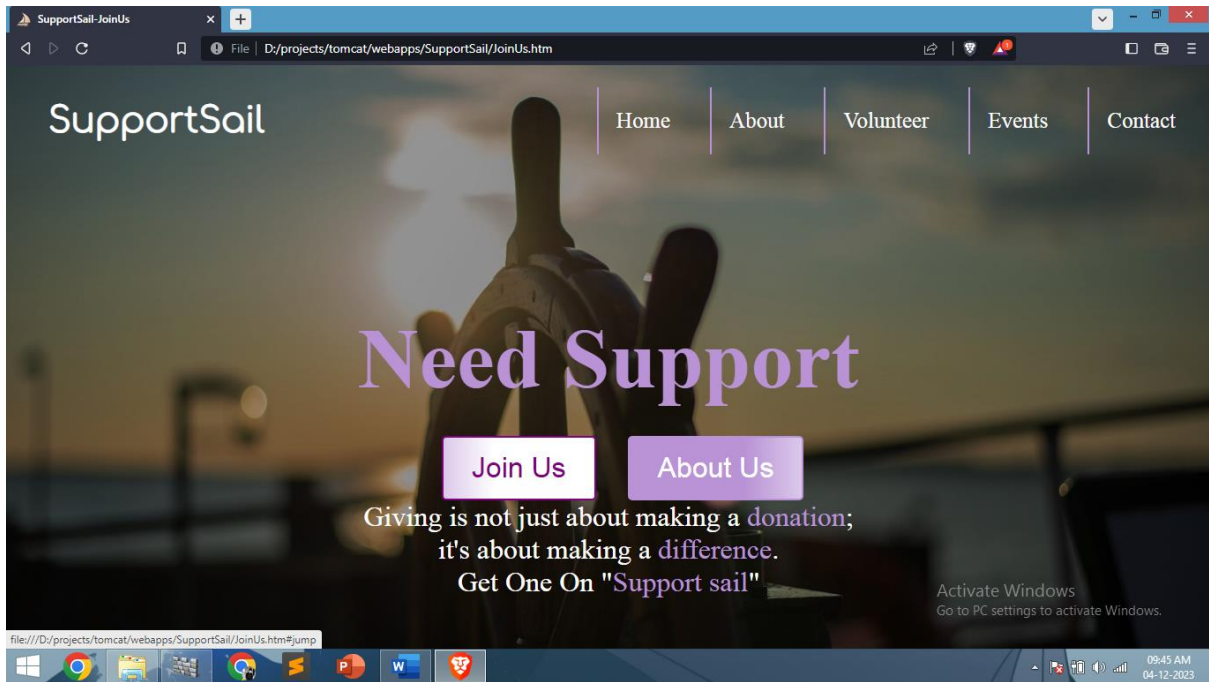 SupportSail-JoinUs
File | D:/projects/tomcat/webapps/SupportSail/JoinUs.htm
SupportSail
Home About Volunteer Events Contact
Need Support
Join Us About Us
Giving is not just about making a donation;
it's about making a difference.
Get One On "Support sail"
Activate Windows
Go to PC settings to activate Windows.
file:///D:/projects/tomcat/webapps/SupportSail/JoinUs.htm#jump
09:45 AM
04-12-2023